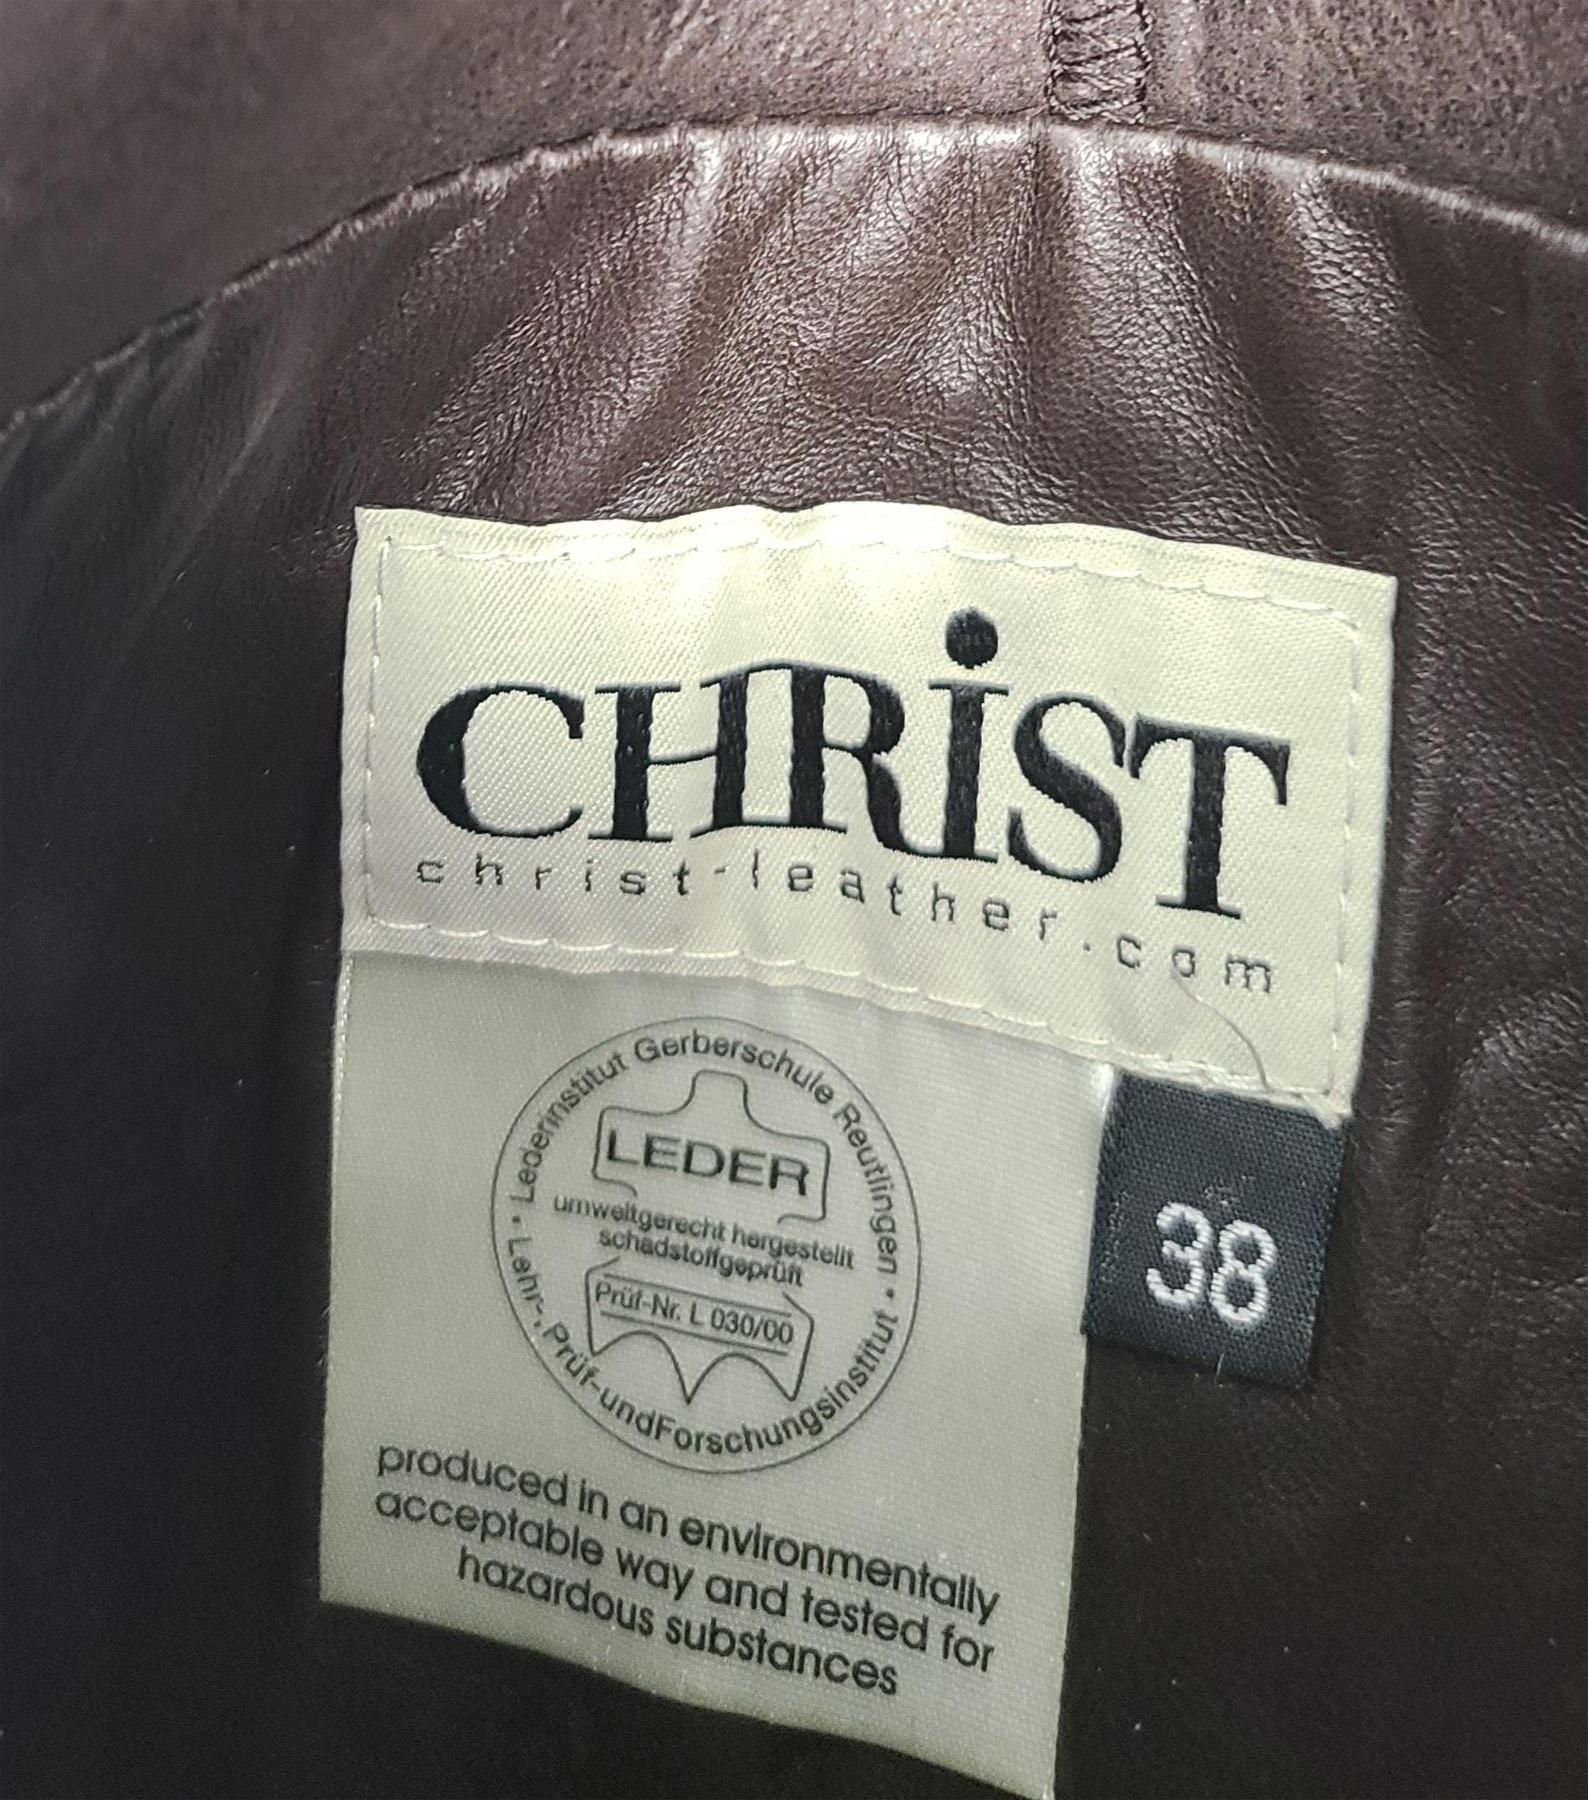 CHRiST
christ-leather.com
38
Lederinstitut Gerberschule Reutlingen
LEDER
umweltgerecht hergestellt
schadstoffgeprüft
Prüf-Nr. L 030/00
· Lehr-, Prüf-undForschungsinstitut ·
produced in an environmentally
acceptable way and tested for
hazardous substances